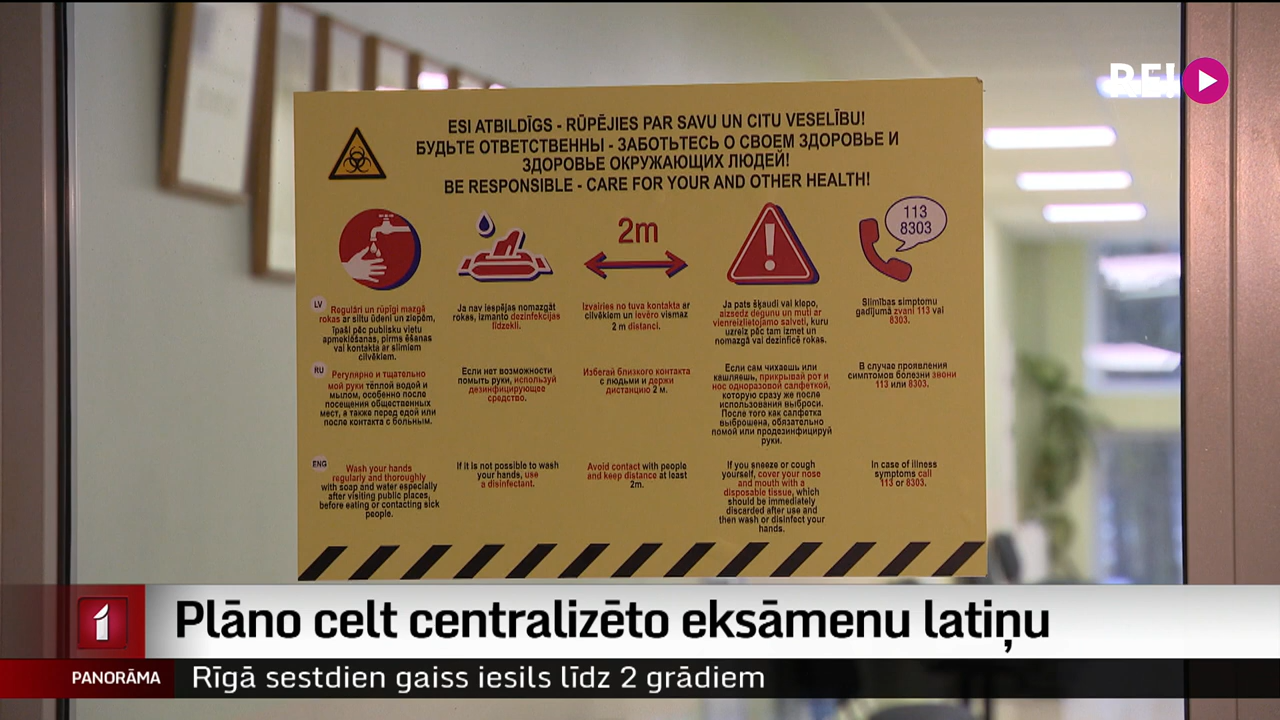 REI
ESI ATBILDĪGS - RŪPĒJIES PAR SAVU UN CITU VESELĪBU!
БУДЬТЕ ОТВЕТСТВЕННЫ - ЗАБОТЬТЕСЬ О СВОЕМ ЗДОРОВЬЕ И
ЗДОРОВЬЕ ОКРУЖАЮЩИХ ЛЮДЕЙ!
BE RESPONSIBLE - CARE FOR YOUR AND OTHER HEALTH!
2m
113
8303
LV
Regulāri un rūpīgi mazgā
rokas ar siltu ūdeni un ziepēm,
īpaši pēc publisku vietu
apmeklēšanas, pirms ēšanas
vai kontakta ar slimiem
cilvēkiem.
Ja nav iespējas nomazgāt
rokas, izmanto dezinfekcijas
līdzekli.
Izvairies no tuva kontakta ar
cilvēkiem un ievēro vismaz
2 m distanci.
Ja pats šķaudi vai klepo,
aizsedz degunu un muti ar
vienreizlietojamo salveti, kuru
uzreiz pēc tam izmet un
nomazgā vai dezinficē rokas.
Slimības simptomu
gadījumā zvani 113 vai
8303.
RU
Регулярно и тщательно
мой руки тёплой водой и
мылом, особенно после
посещения общественных
мест, а также перед едой или
после контакта с больным.
Если нет возможности
помыть руки, используй
дезинфицирующее
средство.
Избегай близкого контакта
с людьми и держи
дистанцию 2 м.
Если сам чихаешь или
кашляешь, прикрывай рот и
нос одноразовой салфеткой,
которую сразу же после
использования выброси.
После того как салфетка
выброшена, обязательно
помой или продезинфицируй
руки.
В случае проявления
симптомов болезни звони
113 или 8303.
ENG
Wash your hands
regularly and thoroughly
with soap and water especially
after visiting public places,
before eating or contacting sick
people.
If it is not possible to wash
your hands, use
a disinfectant.
Avoid contact with people
and keep distance at least
2m.
If you sneeze or cough
yourself, cover your nose
and mouth with a
disposable tissue, which
should be immediately
discarded after use and
then wash or disinfect your
hands.
In case of illness
symptoms call
113 or 8303.
1
Plāno celt centralizēto eksāmenu latiņu
PANORĀMA
Rīgā sestdien gaiss iesils līdz 2 grādiem